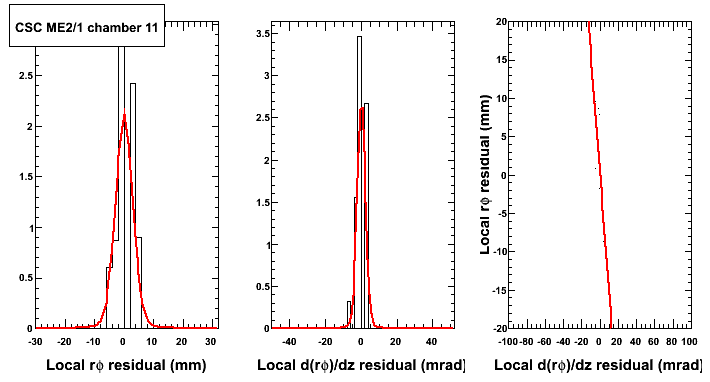 CSC ME2/1 chamber 11
2.5
2
1.5
1
0.5
0
-30 -20 -10 0 10 20 30
Local rϕ residual (mm)
3.5
3
2.5
2
1.5
1
0.5
0
-40 -20 0 20 40
Local d(rϕ)/dz residual (mrad)
Local rϕ residual (mm)
20
15
10
5
0
-5
-10
-15
-20
-100 -80 -60 -40 -20 0 20 40 60 80 100
Local d(rϕ)/dz residual (mrad)